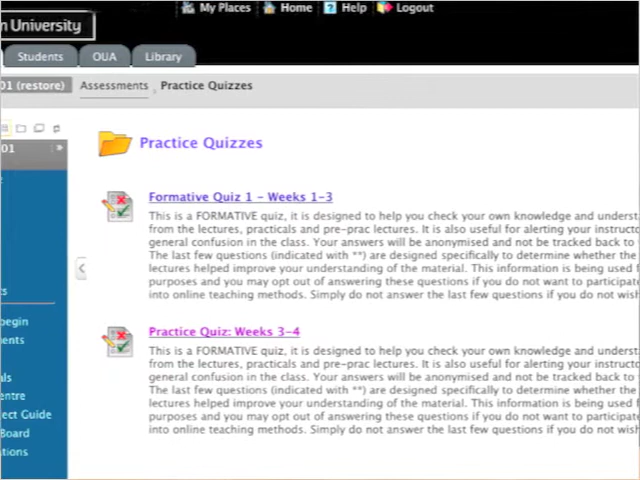 My Places Home Help Logout
n University
Students OUA Library
01 (restore) Assessments Practice Quizzes
01
Practice Quizzes
Formative Quiz 1 - Weeks 1-3
This is a FORMATIVE quiz, it is designed to help you check your own knowledge and underst
from the lectures, practicals and pre-prac lectures. It is also useful for alerting your instructo
general confusion in the class. Your answers will be anonymised and not be tracked back to
The last few questions (indicated with **) are designed specifically to determine whether the
lectures helped improve your understanding of the material. This information is being used f
purposes and you may opt out of answering these questions if you do not want to participate
into online teaching methods. Simply do not answer the last few questions if you do not wish
Practice Quiz: Weeks 3-4
This is a FORMATIVE quiz, it is designed to help you check your own knowledge and underst
from the lectures, practicals and pre-prac lectures. It is also useful for alerting your instructo
general confusion in the class. Your answers will be anonymised and not be tracked back to
The last few questions (indicated with **) are designed specifically to determine whether the
lectures helped improve your understanding of the material. This information is being used f
purposes and you may opt out of answering these questions if you do not want to participate
into online teaching methods. Simply do not answer the last few questions if you do not wish
ts
begin
ents
als
entre
ect Guide
Board
ations